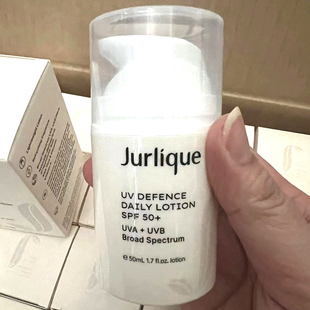 Jurlique
UV DEFENCE
DAILY LOTION
SPF 50+
UVA + UVB
Broad Spectrum
e 50mL 1.7 fl.oz. lotion